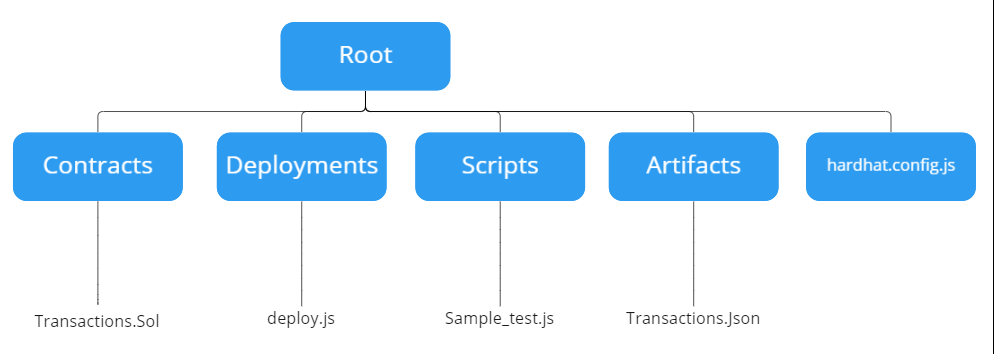 Root
Contracts
Deployments
Scripts
Artifacts
hardhat.config.js
Transactions.Sol
deploy.js
Sample_test.js
Transactions.Json